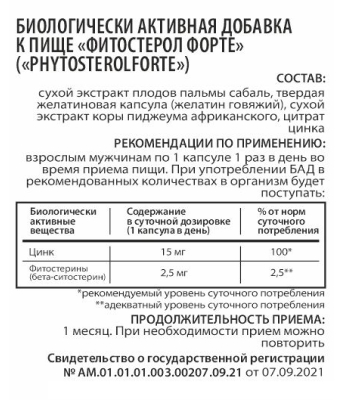 БИОЛОГИЧЕСКИ АКТИВНАЯ ДОБАВКА
К ПИЩЕ «ФИТОСТЕРОЛ ФОРТЕ»
(«PHYTOSTEROLFORTE»)
СОСТАВ:
сухой экстракт плодов пальмы сабаль, твердая
желатиновая капсула (желатин говяжий), сухой
экстракт коры пиджеума африканского, цитрат
цинка
РЕКОМЕНДАЦИИ ПО ПРИМЕНЕНИЮ:
взрослым мужчинам по 1 капсуле 1 раз в день во
время приема пищи. При употреблении БАД в
рекомендованных количествах в организм будет
поступать:
Биологически активные вещества | Содержание в суточной дозировке (1 капсула в день) | % от норм суточного потребления
Цинк 15 мг 100*
Фитостерины (бета-ситостерин) 2,5 мг 2,5**
*рекомендуемый уровень суточного потребления
**адекватный уровень суточного потребления
ПРОДОЛЖИТЕЛЬНОСТЬ ПРИЕМА:
1 месяц. При необходимости прием можно
повторить
Свидетельство о государственной регистрации
№ AM.01.01.01.003.00207.09.21 от 07.09.2021